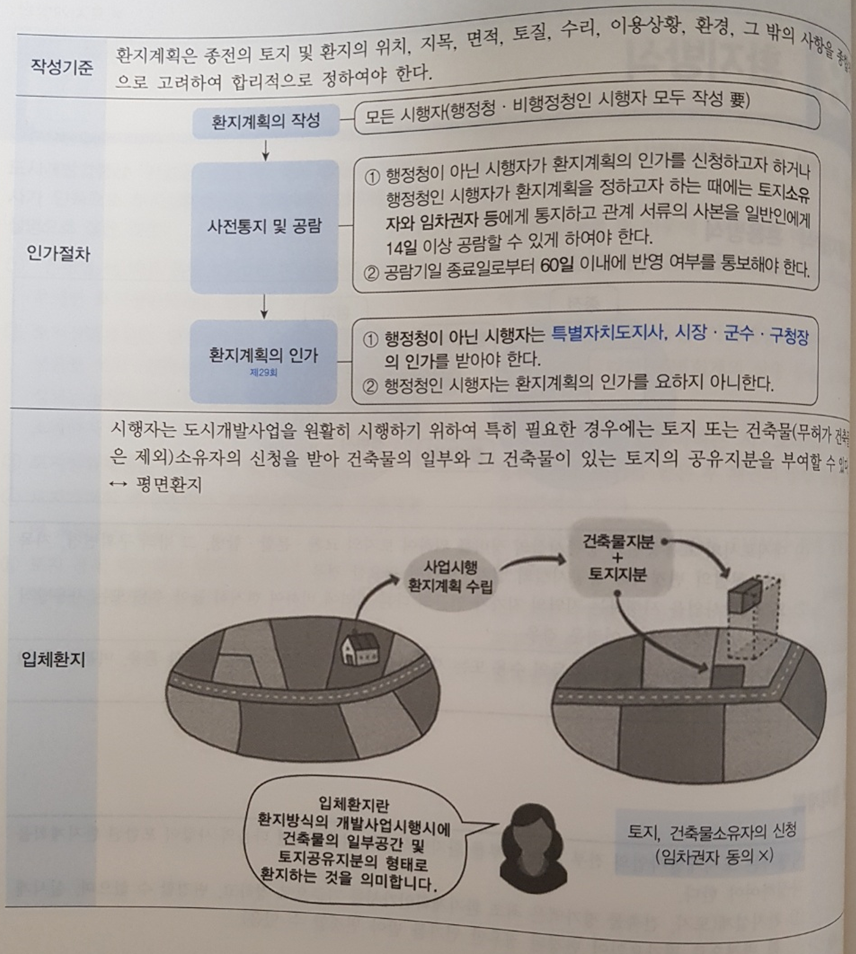 작성기준
환지계획은 종전의 토지 및 환지의 위치, 지목, 면적, 토질, 수리, 이용상황, 환경, 그 밖의 사항을
으로 고려하여 합리적으로 정하여야 한다.
인가절차
환지계획의 작성
모든 시행자(행정청 · 비행정청인 시행자 모두 작성 要)
사전통지 및 공람
① 행정청이 아닌 시행자가 환지계획의 인가를 신청하고자 하거나
행정청인 시행자가 환지계획을 정하고자 하는 때에는 토지소유
자와 임차권자 등에게 통지하고 관계 서류의 사본을 일반인에게
14일 이상 공람할 수 있게 하여야 한다.
② 공람기일 종료일로부터 60일 이내에 반영 여부를 통보해야 한다.
환지계획의 인가
제29회
① 행정청이 아닌 시행자는 특별자치도지사, 시장 · 군수 · 구청장
의 인가를 받아야 한다.
② 행정청인 시행자는 환지계획의 인가를 요하지 아니한다.
입체환지
시행자는 도시개발사업을 원활히 시행하기 위하여 특히 필요한 경우에는 토지 또는 건축물(무허가
은 제외)소유자의 신청을 받아 건축물의 일부와 그 건축물이 있는 토지의 공유지분을 부여할 수
↔ 평면환지
사업시행
환지계획 수립
건축물지분
+
토지지분
입체환지란
환지방식의 개발사업시행시에
건축물의 일부공간 및
토지공유지분의 형태로
환지하는 것을 의미합니다.
토지, 건축물소유자의 신청
(임차권자 동의 ×)